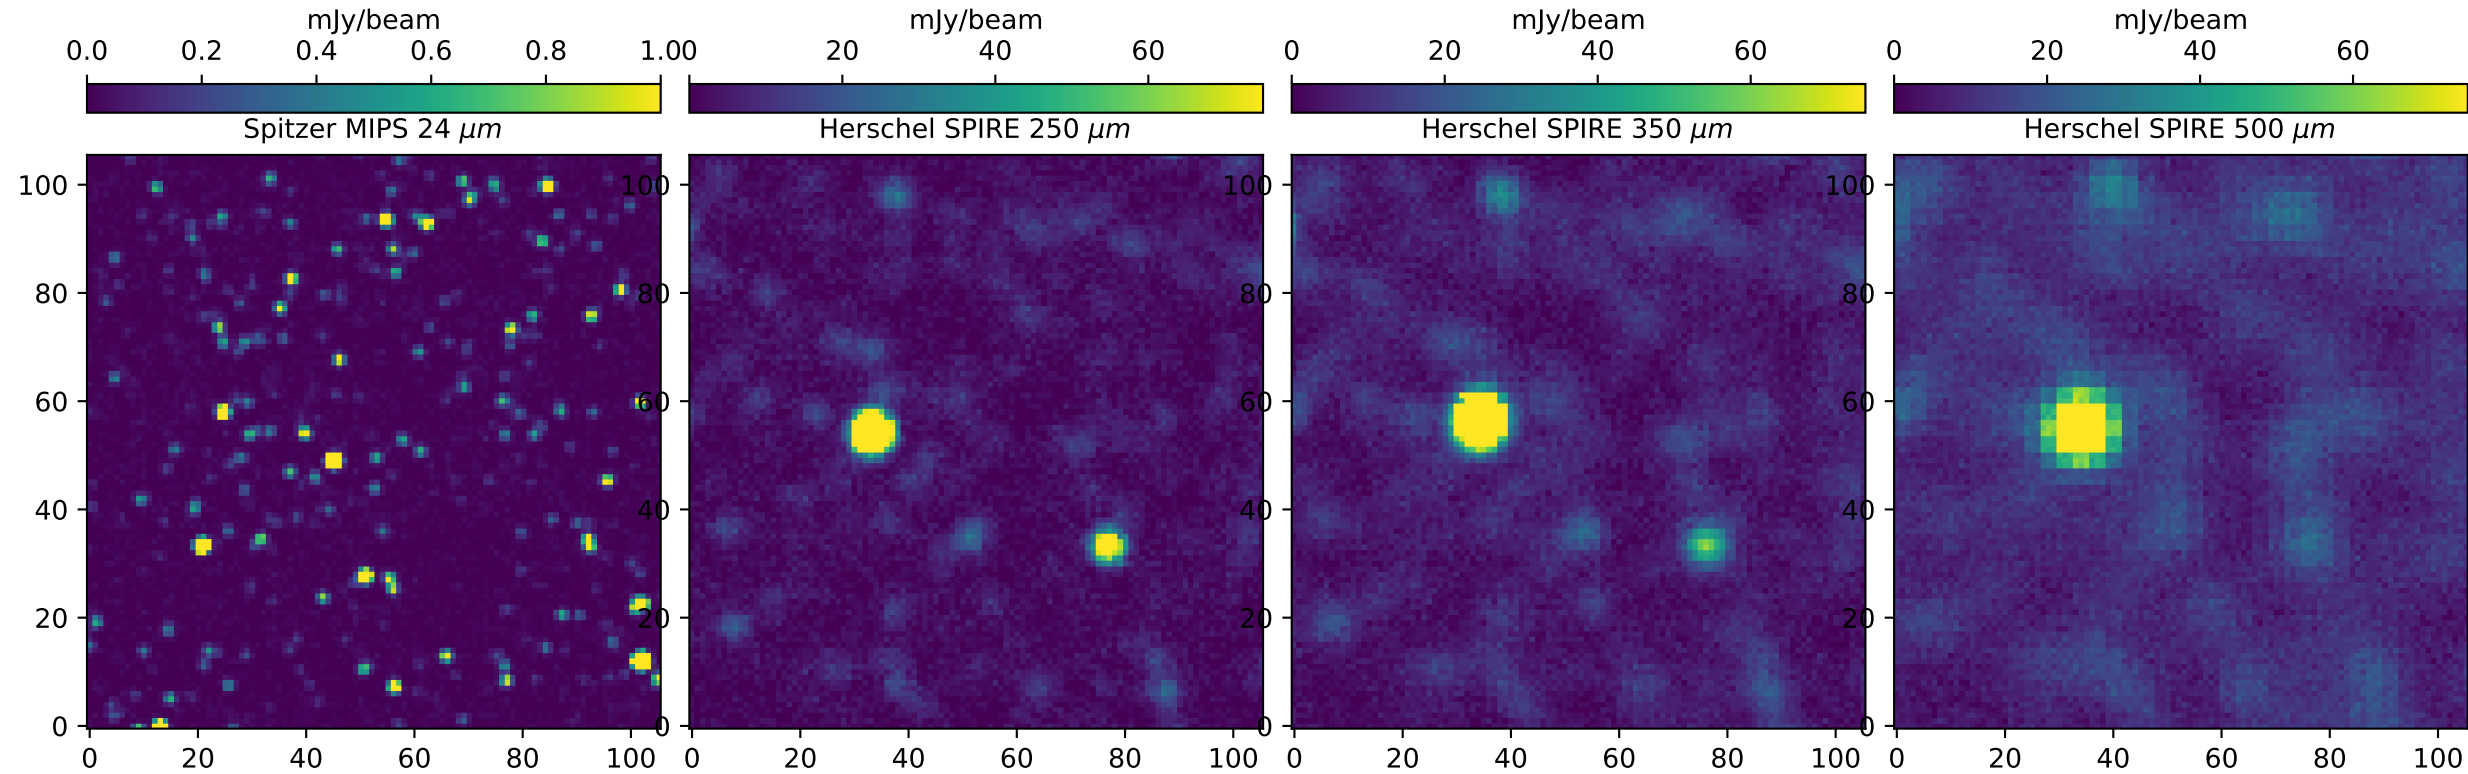 mJy/beam mJy/beam mJy/beam mJy/beam
0.0 0.2 0.4 0.6 0.8 1.0 0 20 40 60 0 20 40 60 0 20 40 60
Spitzer MIPS 24 μm Herschel SPIRE 250 μm Herschel SPIRE 350 μm Herschel SPIRE 500 μm
100 100 100 100
80 80 80 80
60 60 60 60
40 40 40 40
20 20 20 20
0 0 0 0
0 20 40 60 80 100 0 20 40 60 80 100 0 20 40 60 80 100 0 20 40 60 80 100